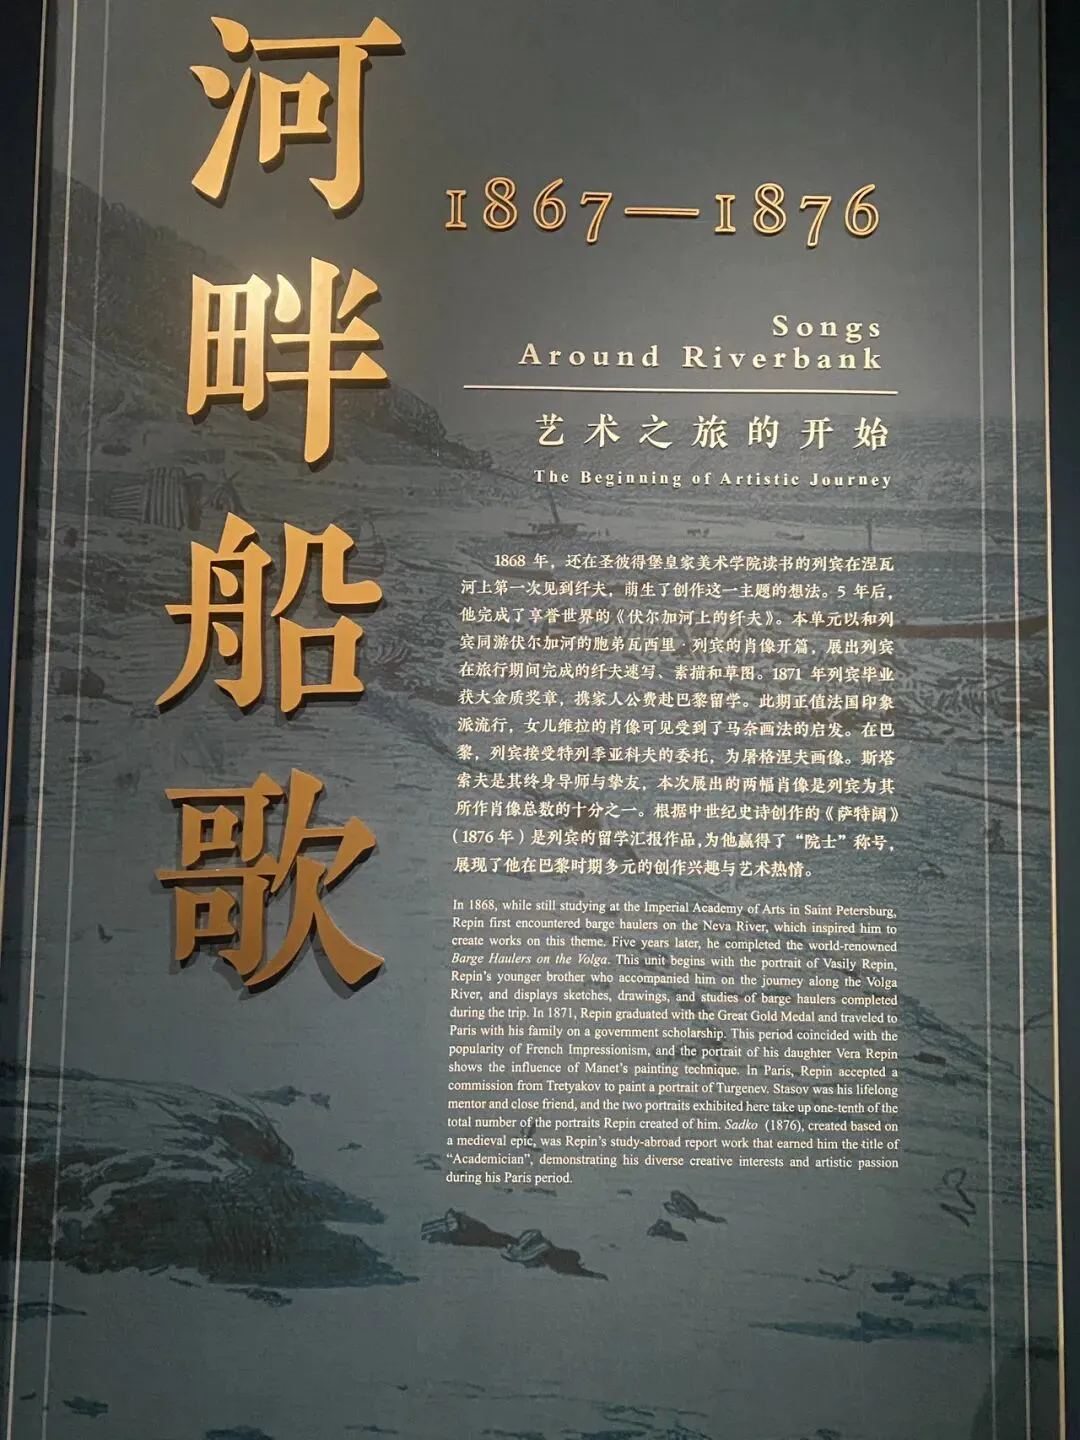 河畔船歌
1867—1876
Songs
Around Riverbank
艺术之旅的开始
The Beginning of Artistic Journey
1868 年，还在圣彼得堡皇家美术学院读书的列宾在涅瓦
河上第一次见到纤夫，萌生了创作这一主题的想法。5 年后，
他完成了享誉世界的《伏尔加河上的纤夫》。本单元以和列
宾同游伏尔加河的胞弟瓦西里·列宾的肖像开篇，展出列宾
在旅行期间完成的纤夫速写、素描和草图。1871 年列宾毕业
获大金质奖章，携家人公费赴巴黎留学。此期正值法国印象
派流行，女儿维拉的肖像可见受到了马奈画法的启发。在巴
黎，列宾接受特列季亚科夫的委托，为屠格涅夫画像。斯塔
索夫是其终身导师与挚友，本次展出的两幅肖像是列宾为其
所作肖像总数的十分之一。根据中世纪史诗创作的《萨特阔》
（1876 年）是列宾的留学汇报作品，为他赢得了“院士”称号，
展现了他在巴黎时期多元的创作兴趣与艺术热情。
In 1868, while still studying at the Imperial Academy of Arts in Saint Petersburg,
Repin first encountered barge haulers on the Neva River, which inspired him to
create works on this theme. Five years later, he completed the world-renowned
Barge Haulers on the Volga. This unit begins with the portrait of Vasily Repin,
Repin's younger brother who accompanied him on the journey along the Volga
River, and displays sketches, drawings, and studies of barge haulers completed
during the trip. In 1871, Repin graduated with the Great Gold Medal and traveled to
Paris with his family on a government scholarship. This period coincided with the
popularity of French Impressionism, and the portrait of his daughter Vera Repin
shows the influence of Manet's painting technique. In Paris, Repin accepted a
commission from Tretyakov to paint a portrait of Turgenev. Stasov was his lifelong
mentor and close friend, and the two portraits exhibited here take up one-tenth of the
total number of the portraits Repin created of him. Sadko (1876), created based on
a medieval epic, was Repin's study-abroad report work that earned him the title of
“Academician”, demonstrating his diverse creative interests and artistic passion
during his Paris period.